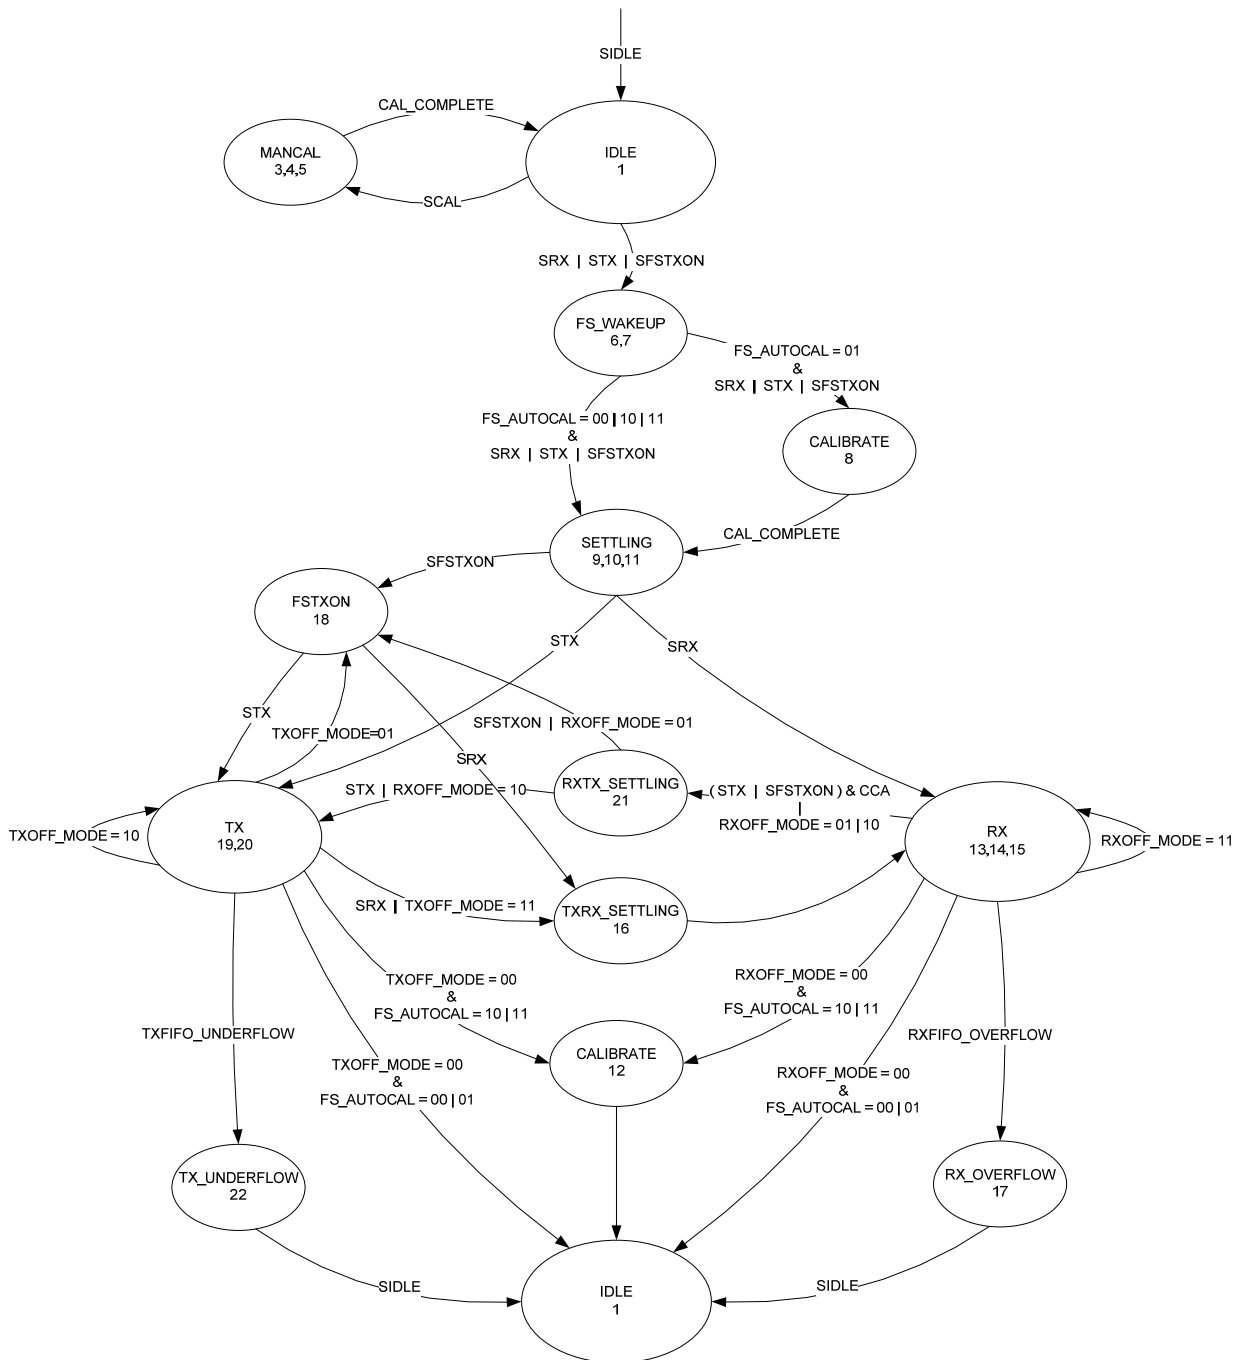 SIDLE
CAL_COMPLETE
MANCAL
3,4,5
IDLE
1
SCAL
SRX | STX | SFSTXON
FS_WAKEUP
6,7
FS_AUTOCAL = 01
&
SRX | STX | SFSTXON
FS_AUTOCAL = 00 | 10 | 11
&
SRX | STX | SFSTXON
CALIBRATE
8
CAL_COMPLETE
SETTLING
9,10,11
SFSTXON
FSTXON
18
STX
SRX
STX
TXOFF_MODE=01
SFSTXON | RXOFF_MODE = 01
SRX
RXTX_SETTLING
21
( STX | SFSTXON ) & CCA
|
RXOFF_MODE = 01 | 10
STX | RXOFF_MODE = 10
TXOFF_MODE = 10
TX
19,20
RX
13,14,15
RXOFF_MODE = 11
SRX | TXOFF_MODE = 11
TXRX_SETTLING
16
TXOFF_MODE = 00
&
FS_AUTOCAL = 10 | 11
RXOFF_MODE = 00
&
FS_AUTOCAL = 10 | 11
TXFIFO_UNDERFLOW
RXFIFO_OVERFLOW
CALIBRATE
12
TXOFF_MODE = 00
&
FS_AUTOCAL = 00 | 01
RXOFF_MODE = 00
&
FS_AUTOCAL = 00 | 01
TX_UNDERFLOW
22
RX_OVERFLOW
17
SIDLE
SIDLE
IDLE
1